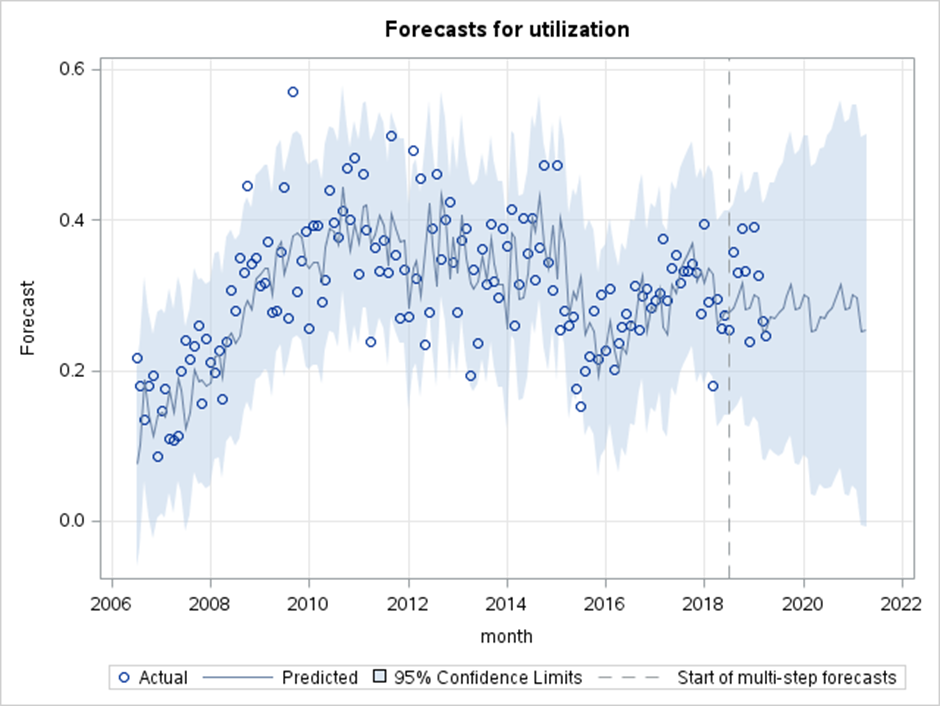 Forecasts for utilization
0.6
0.4
0.2
0.0
Forecast
2006 2008 2010 2012 2014 2016 2018 2020 2022
month
Actual Predicted 95% Confidence Limits Start of multi-step forecasts